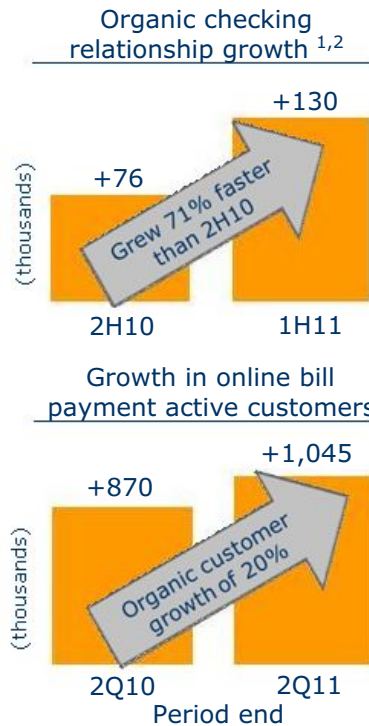 Organic checking
relationship growth 1,2
+130
+76
(thousands)
Grew 71% faster
than 2H10
2H10 1H11
Growth in online bill
payment active customers
+1,045
+870
(thousands)
Organic customer
growth of 20%
2Q10 2Q11
Period end